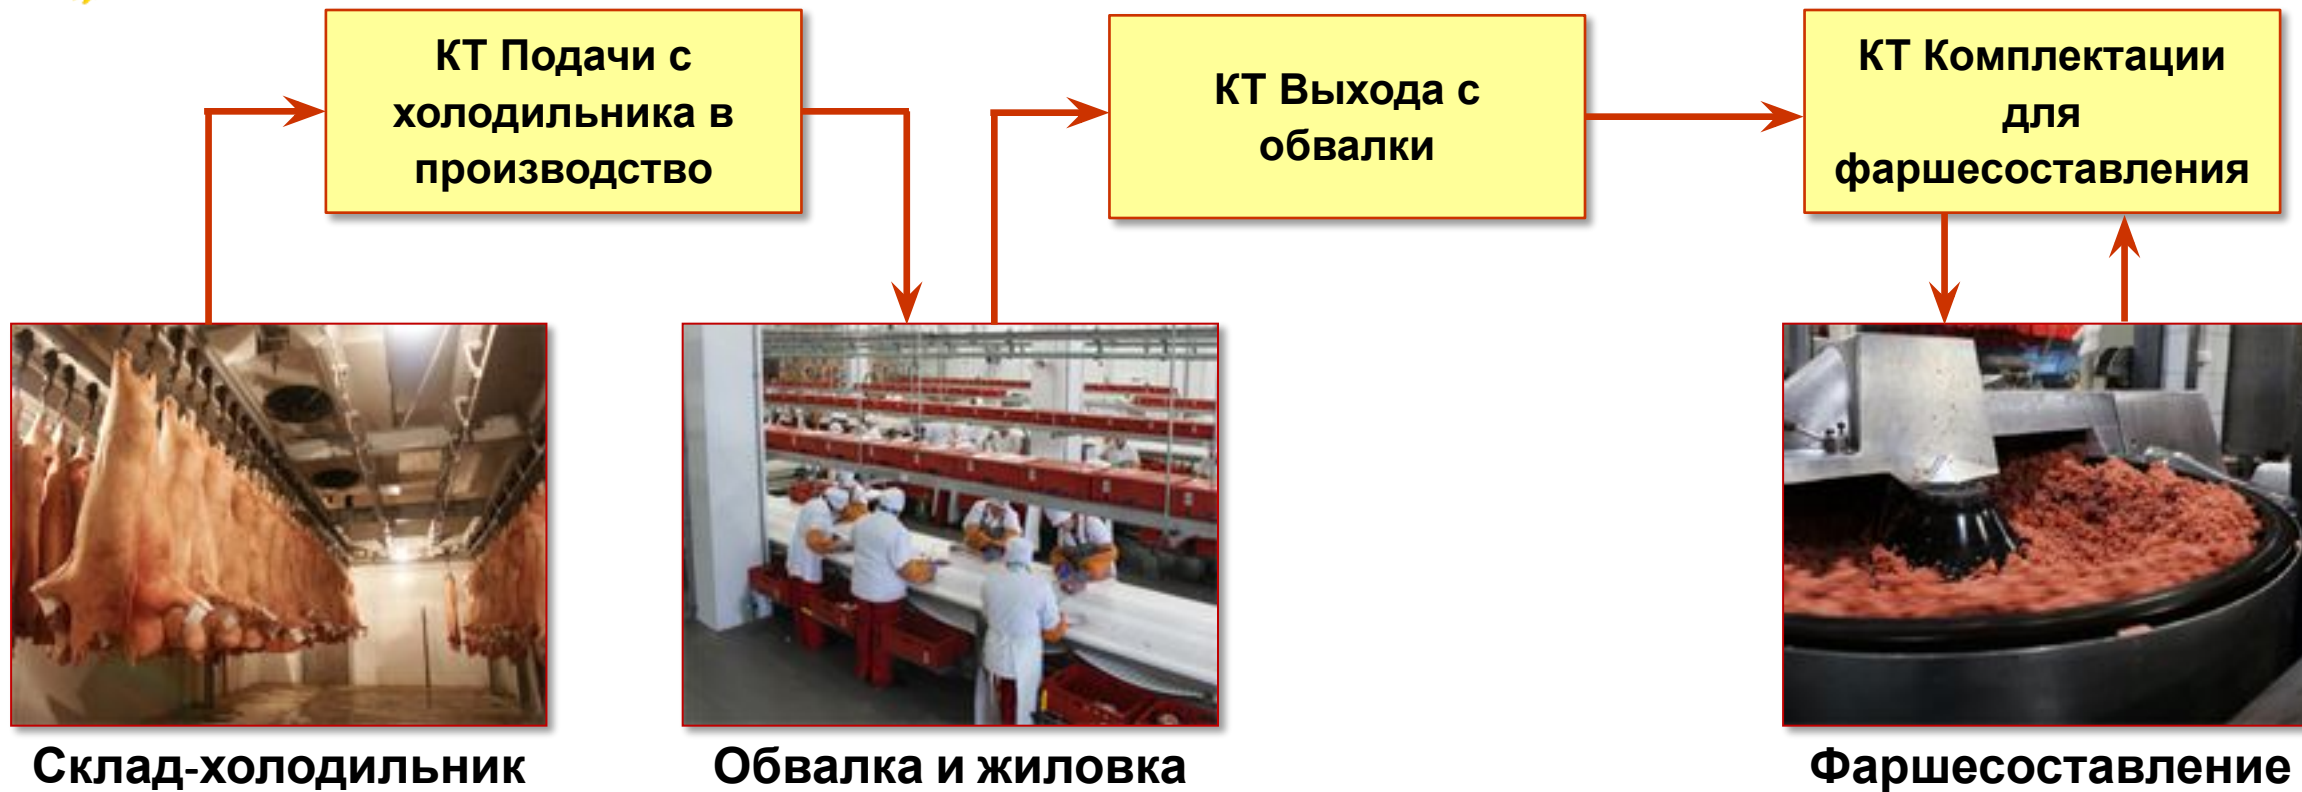 КТ Подачи с
холодильника в
производство
КТ Выхода с
обвалки
КТ Комплектации
для
фаршесоставления
Склад-холодильник
Обвалка и жиловка
Фаршесоставление